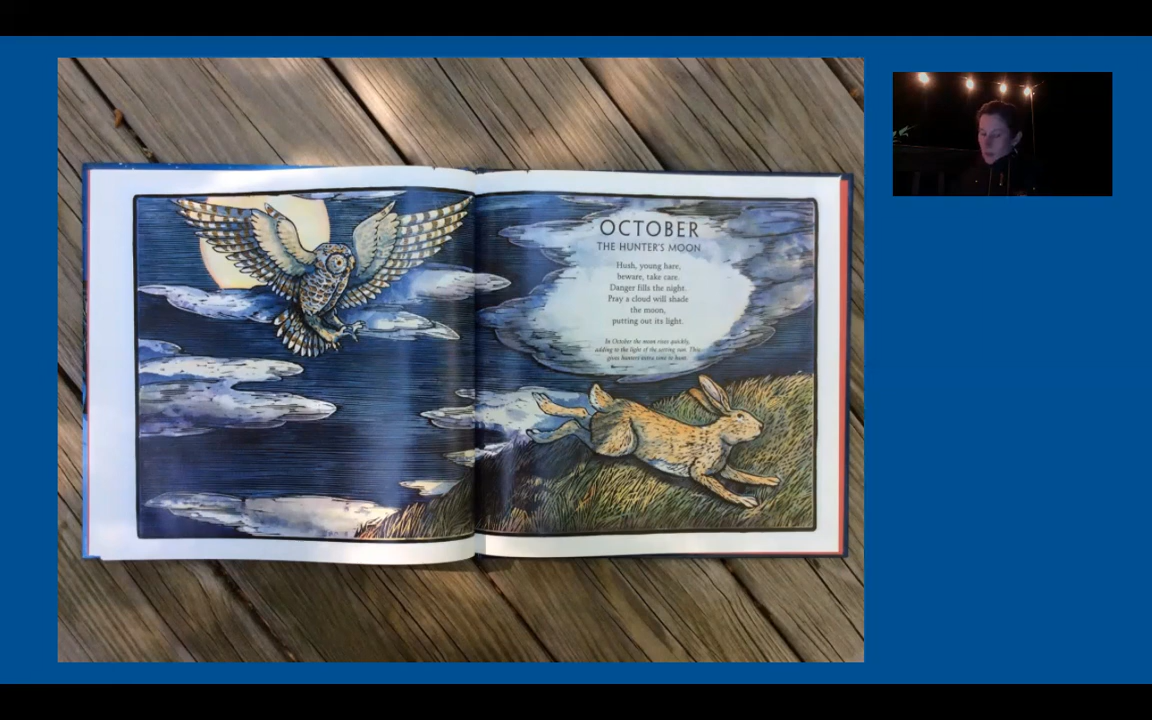 OCTOBER
THE HUNTER'S MOON
Hush, young hare,
beware, take care.
Danger fills the night.
Pray a cloud will shade
the moon,
putting out its light.
In October the moon rises quickly,
adding to the light of the setting sun. This
gives hunters extra time to hunt.